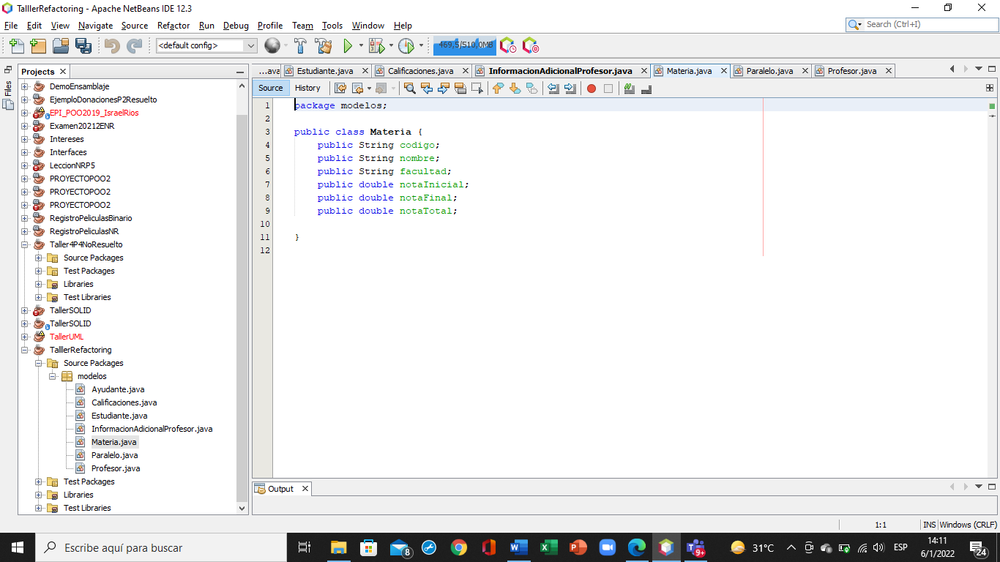 TalllerRefactoring - Apache NetBeans IDE 12.3
File Edit View Navigate Source Refactor Run Debug Profile Team Tools Window Help
Search (Ctrl+I)
<default config>
469,5/510,0MB
Files
Projects
DemoEnsamblaje
EjemploDonacionesP2Resuelto
EPI_POO2019_IsraelRios
Examen20212ENR
Intereses
Interfaces
LeccionNRP5
PROYECTOPOO2
PROYECTOPOO2
PROYECTOPOO2
RegistroPeliculasBinario
RegistroPeliculasNR
Taller4P4NoResuelto
Source Packages
Test Packages
Libraries
Test Libraries
TallerSOLID
TallerSOLID
TallerUML
TalllerRefactoring
Source Packages
modelos
Ayudante.java
Calificaciones.java
Estudiante.java
InformacionAdicionalProfesor.java
Materia.java
Paralelo.java
Profesor.java
Test Packages
Libraries
Test Libraries
...ava Estudiante.java Calificaciones.java InformacionAdicionalProfesor.java Materia.java Paralelo.java Profesor.java
Source History
1 package modelos;
2
3 public class Materia {
4 public String codigo;
5 public String nombre;
6 public String facultad;
7 public double notaInicial;
8 public double notaFinal;
9 public double notaTotal;
10
11 }
12
Output
1:1 INS Windows (CRLF)
Escribe aquí para buscar
8
9+
31°C
ESP
14:11
6/1/2022
24